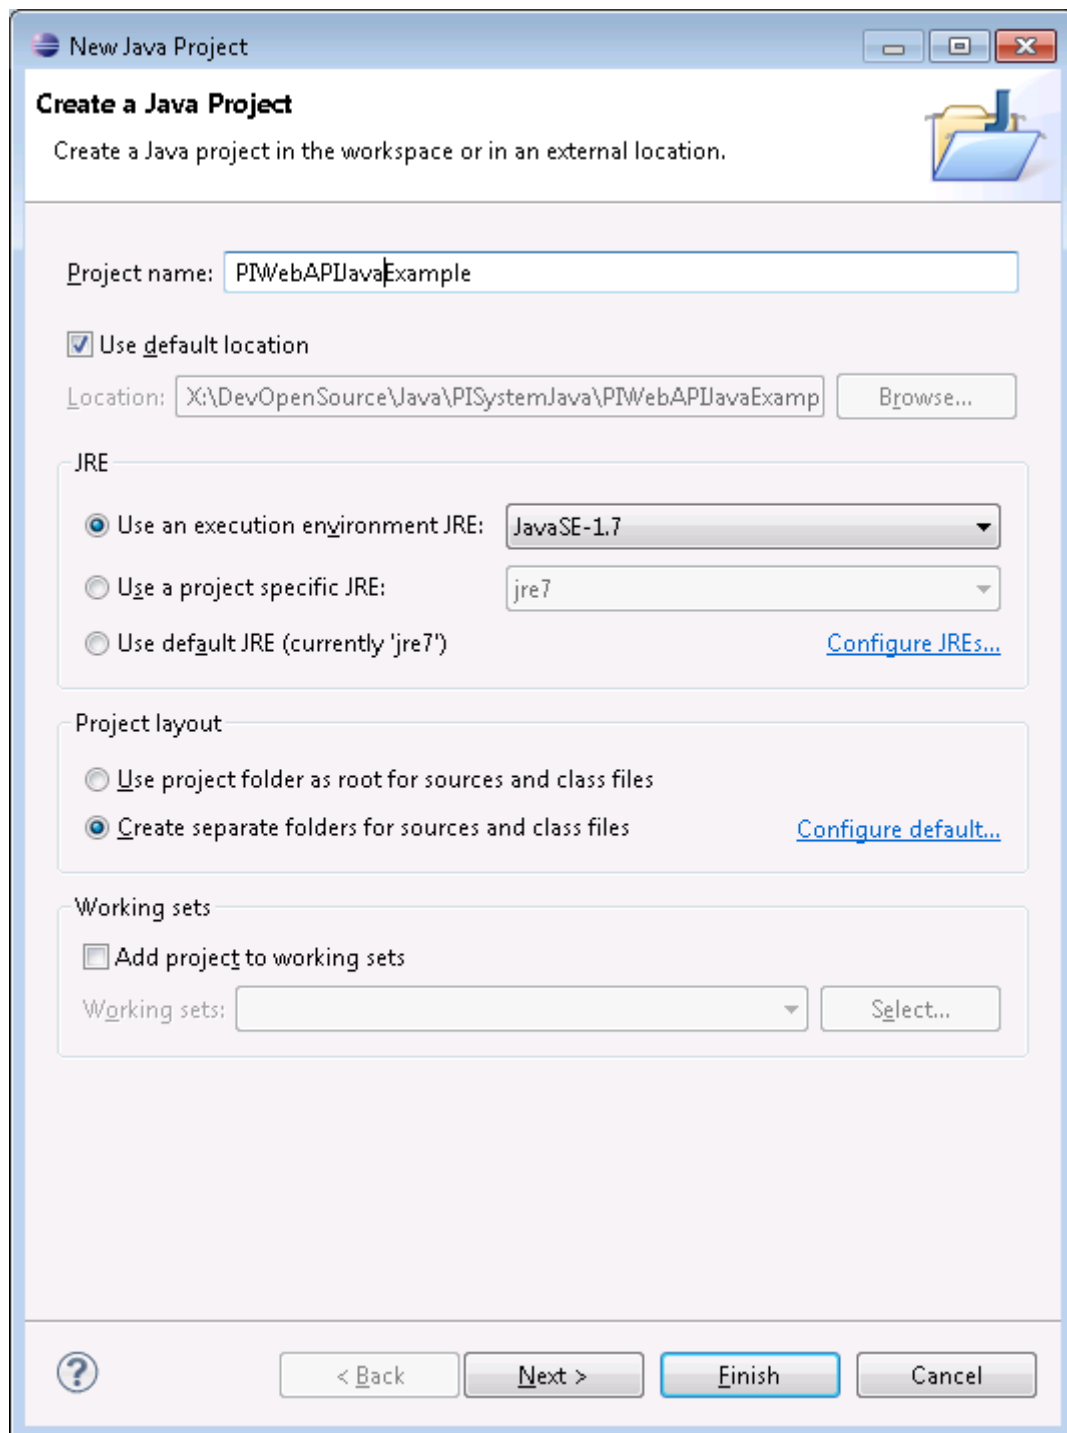 New Java Project
Create a Java Project
Create a Java project in the workspace or in an external location.
Project name: PIWebAPIJavaExample
Use default location
Location: X:\DevOpenSource\Java\PISystemJava\PIWebAPIJavaExamp Browse...
JRE
Use an execution environment JRE: JavaSE-1.7
Use a project specific JRE: jre7
Use default JRE (currently 'jre7') Configure JREs...
Project layout
Use project folder as root for sources and class files
Create separate folders for sources and class files Configure default...
Working sets
Add project to working sets
Working sets: Select...
? < Back Next > Finish Cancel